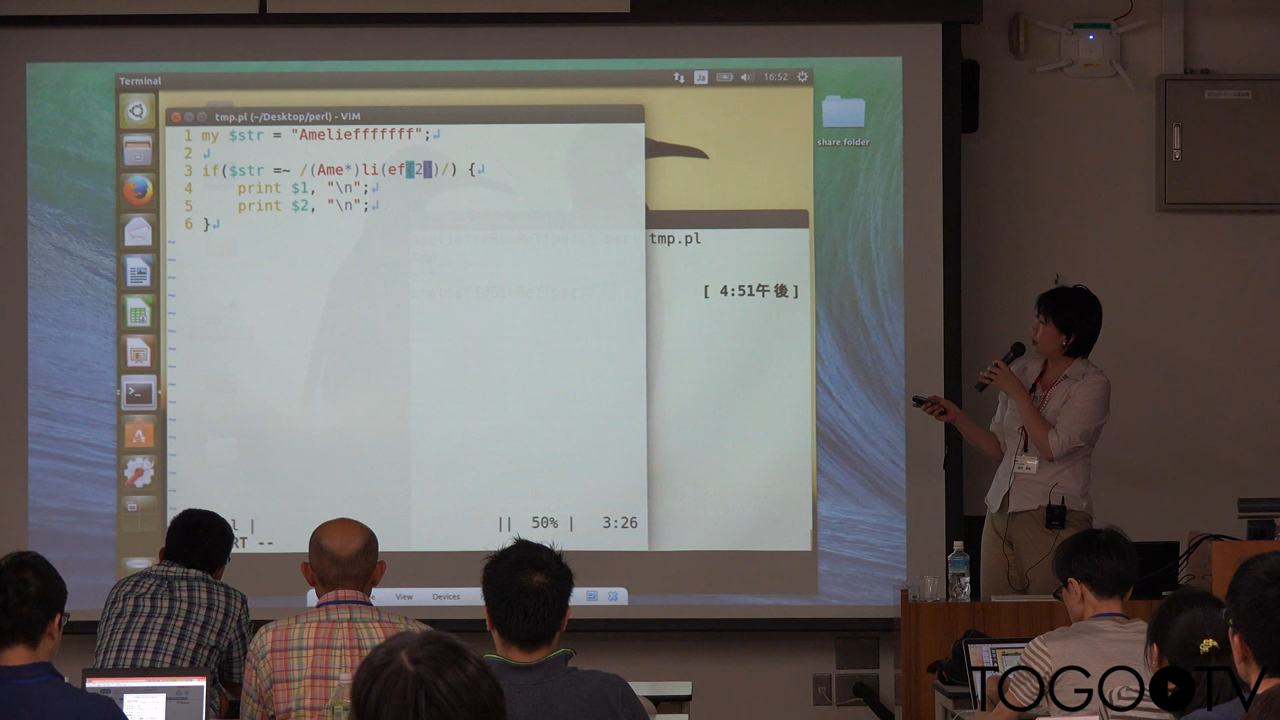 Terminal
Ja
16:52
tmp.pl (~/Desktop/perl) - VIM
1 my $str = "Ameliefffffff";
2
3 if($str =~ /(Ame*)li(ef{2})/) {
4 print $1, "\n";
5 print $2, "\n";
6 }
|| 50% | 3:26
RT --
tmp.pl
[ 4:51午後]
share folder
View Devices
TOGOTV